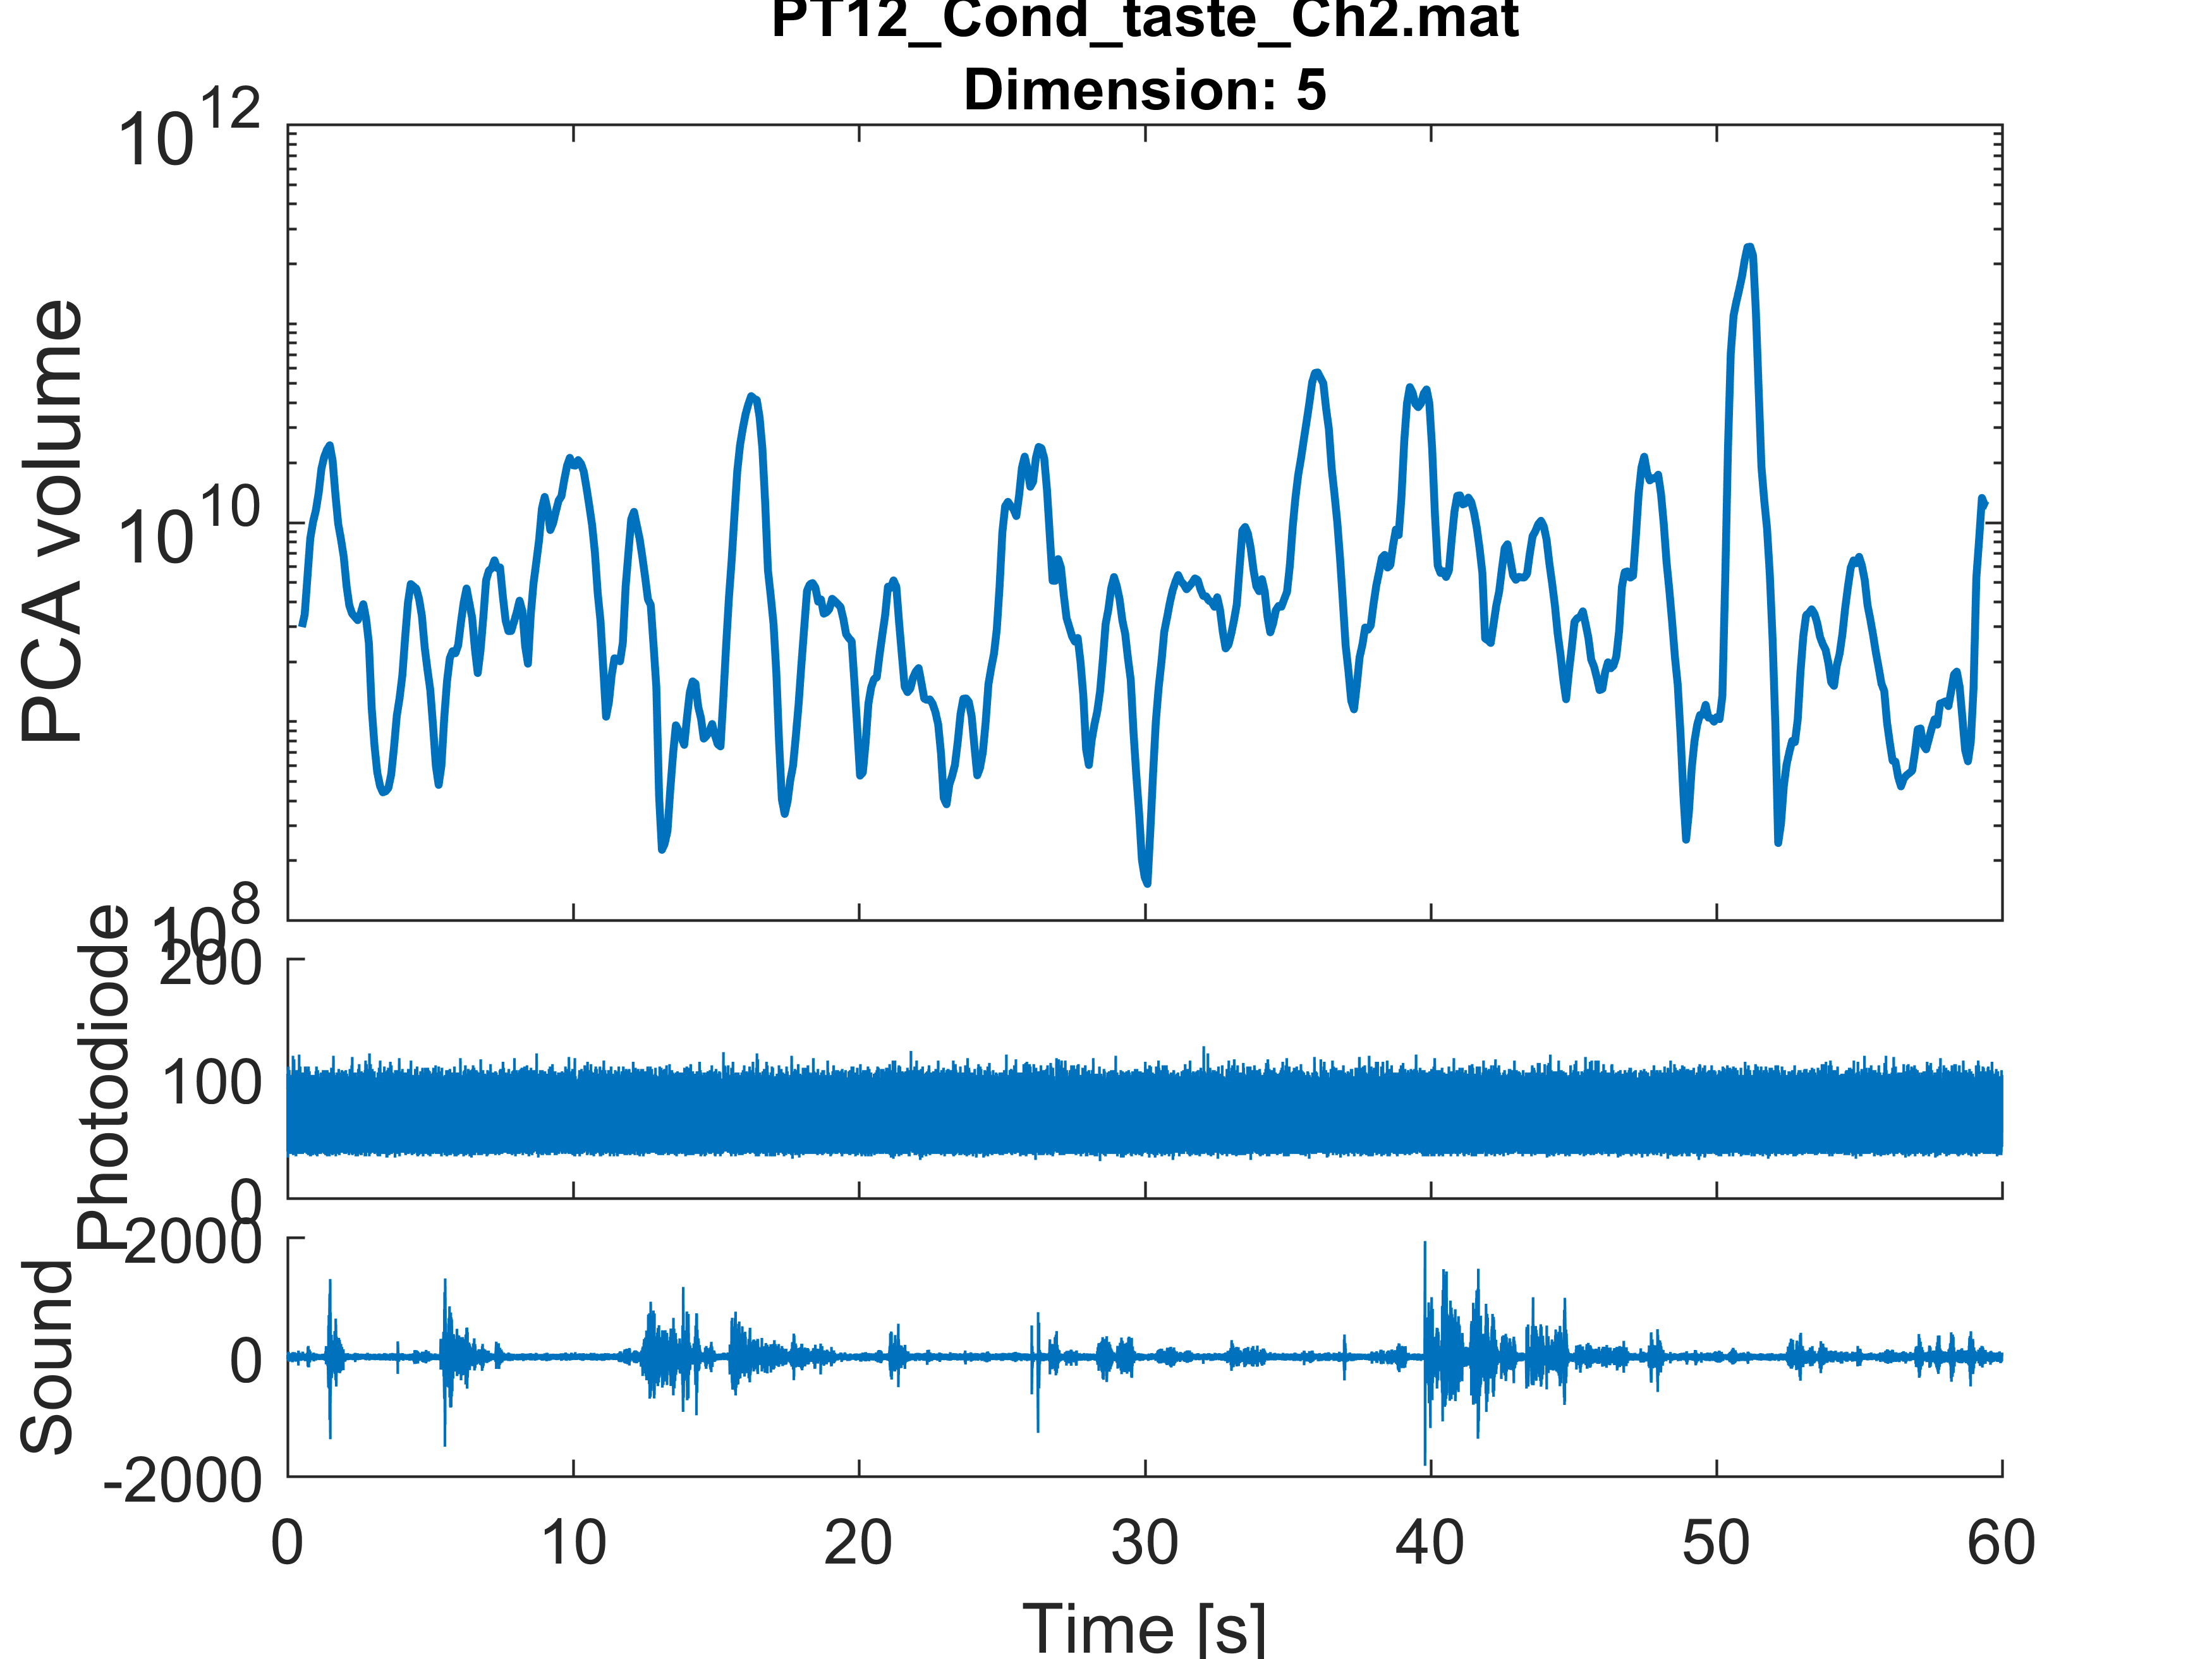 PT12_Cond_taste_Ch2.mat
Dimension: 5
PCA volume
10^12
10^10
10^8
Photodiode
200
100
0
Sound
2000
0
-2000
0 10 20 30 40 50 60
Time [s]